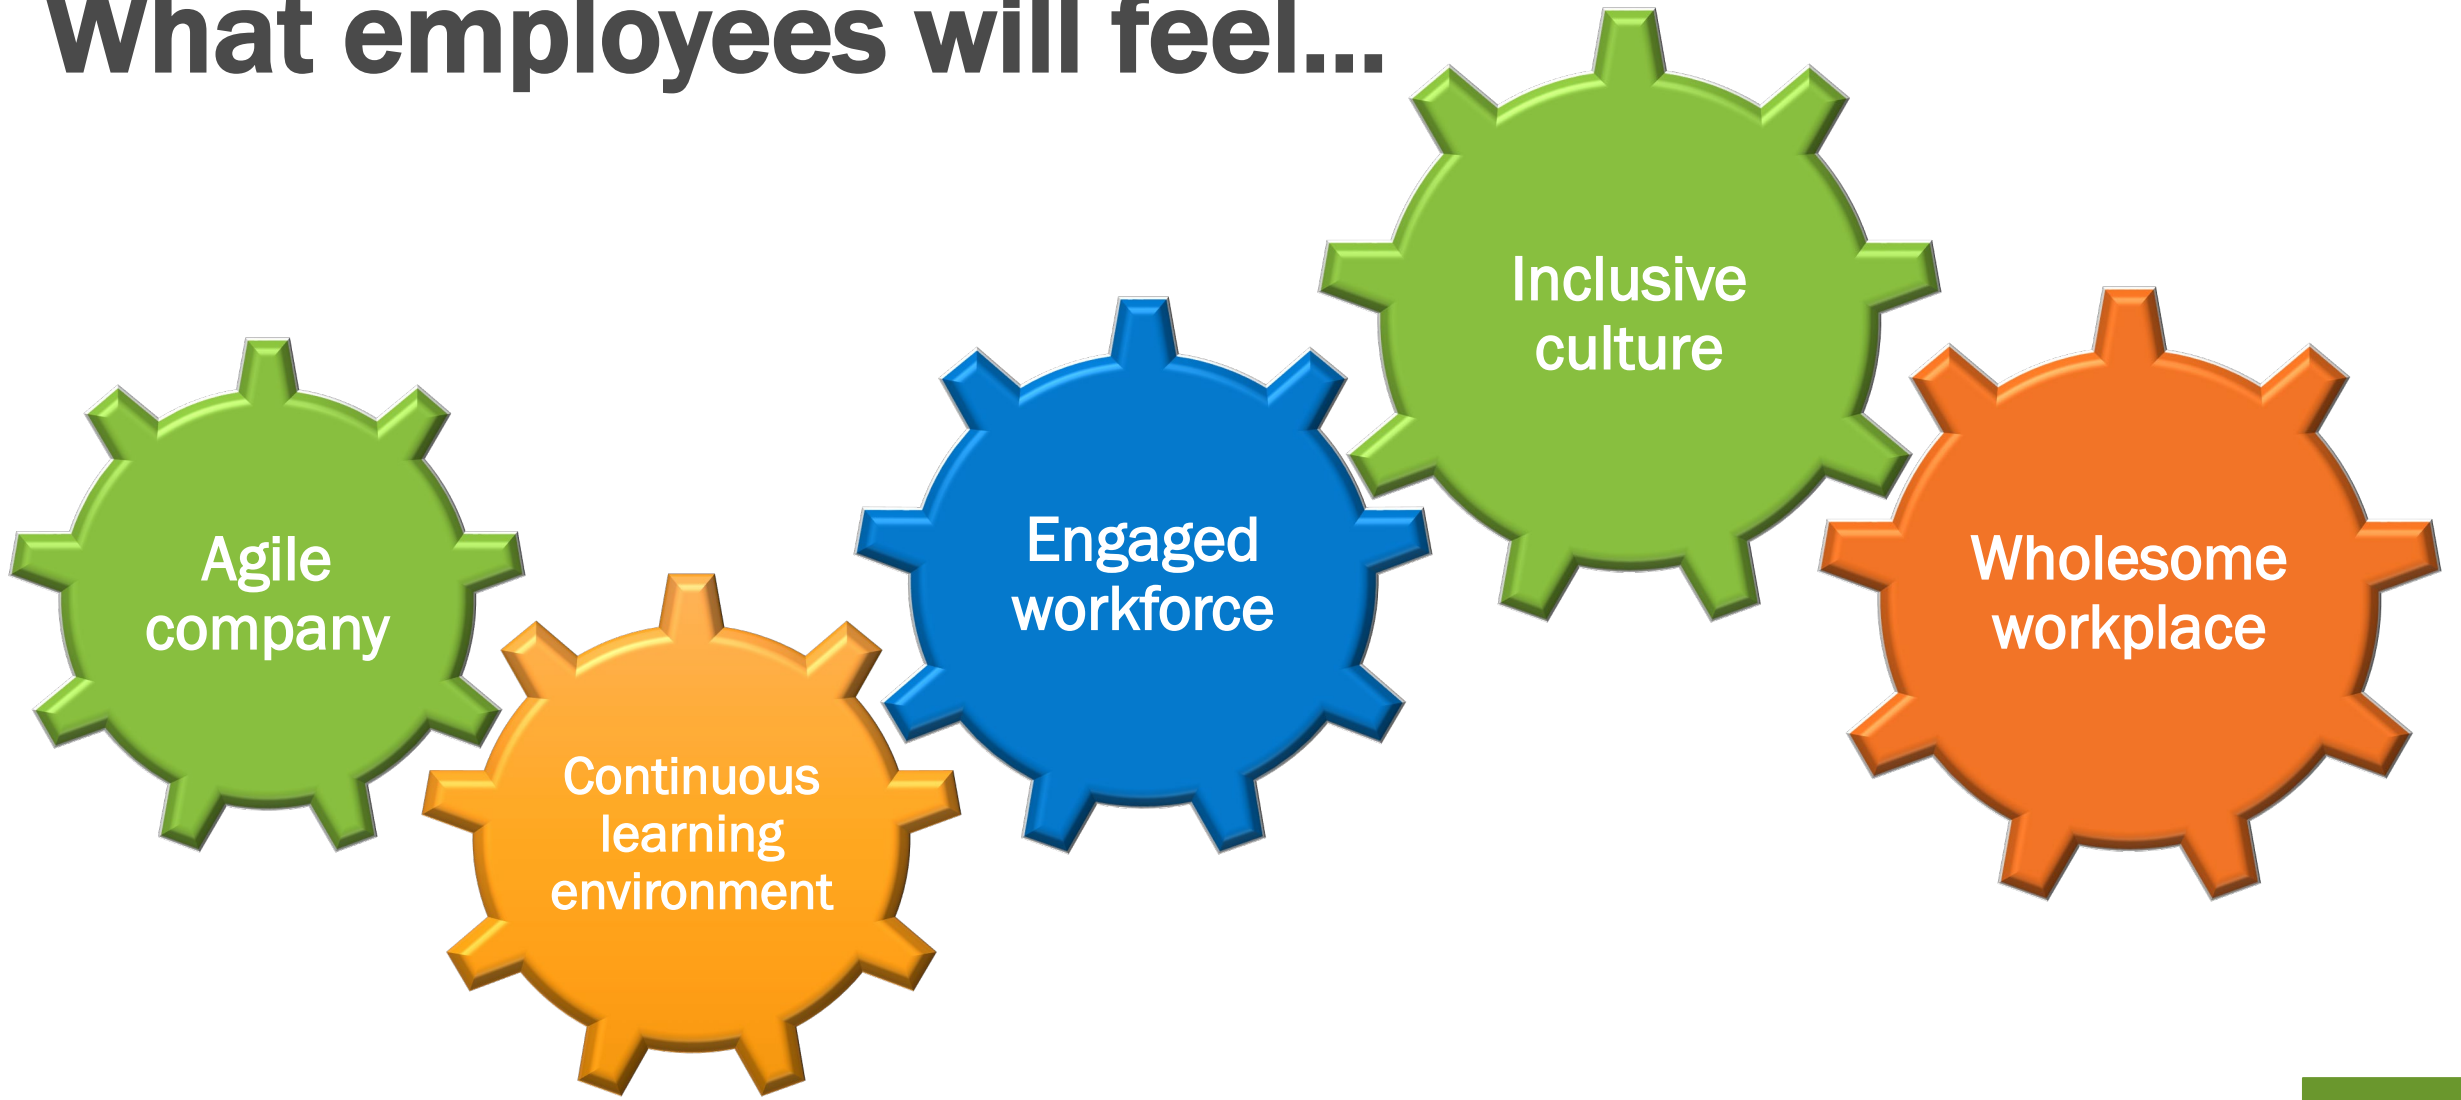 What employees will feel...
Agile
company
Continuous
learning
environment
Engaged
workforce
Inclusive
culture
Wholesome
workplace